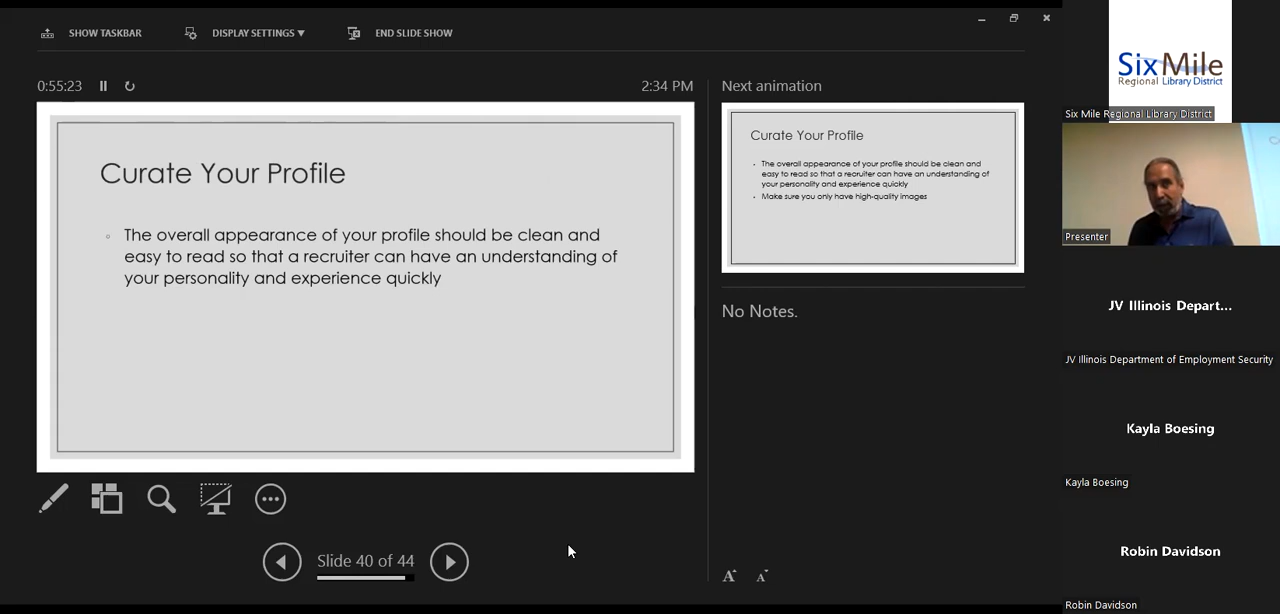 SHOW TASKBAR
DISPLAY SETTINGS ▼
END SLIDE SHOW
0:55:23
2:34 PM
Curate Your Profile
The overall appearance of your profile should be clean and
easy to read so that a recruiter can have an understanding of
your personality and experience quickly
Slide 40 of 44
Next animation
Curate Your Profile
The overall appearance of your profile should be clean and
easy to read so that a recruiter can have an understanding of
your personality and experience quickly
Make sure you only have high-quality images
No Notes.
A A
SixMile
Regional Library District
Six Mile Regional Library District
Presenter
JV Illinois Depart...
JV Illinois Department of Employment Security
Kayla Boesing
Kayla Boesing
Robin Davidson
Robin Davidson